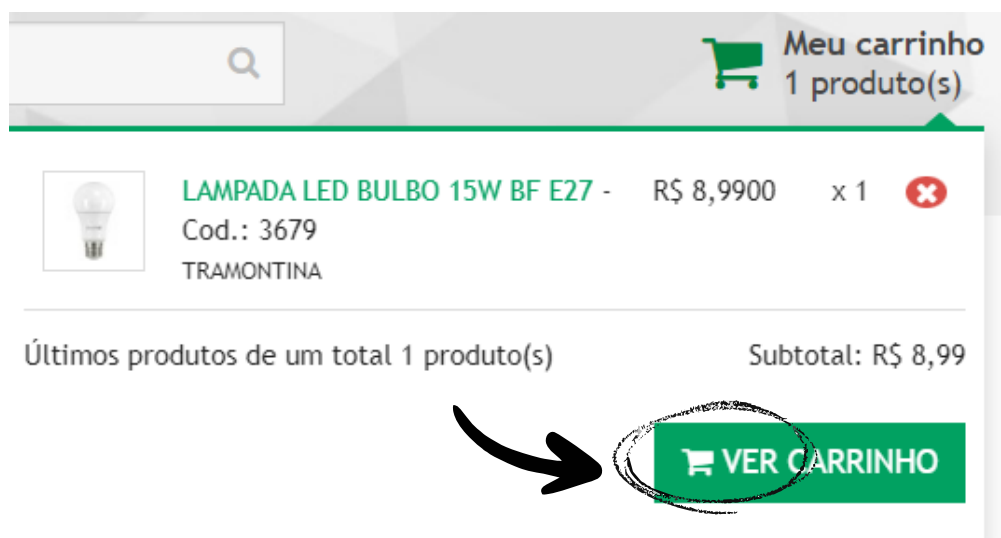 Meu carrinho
1 produto(s)
LAMPADA LED BULBO 15W BF E27 - R$ 8,9900 x 1
Cod.: 3679
TRAMONTINA
Últimos produtos de um total 1 produto(s) Subtotal: R$ 8,99
VER CARRINHO